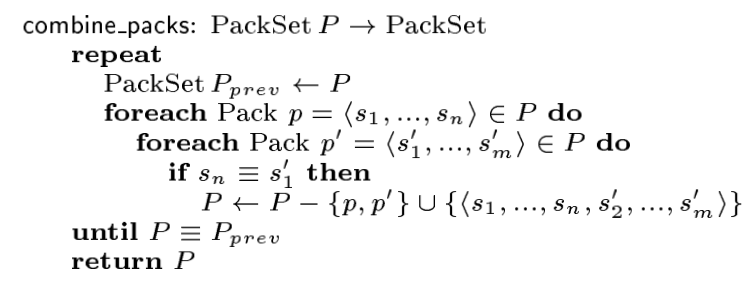 combine_packs: PackSet P → PackSet
repeat
PackSet P_prev ← P
foreach Pack p = ⟨s_1, ..., s_n⟩ ∈ P do
foreach Pack p′ = ⟨s′_1, ..., s′_m⟩ ∈ P do
if s_n ≡ s′_1 then
P ← P − {p, p′} ∪ {⟨s_1, ..., s_n, s′_2, ..., s′_m⟩}
until P ≡ P_prev
return P